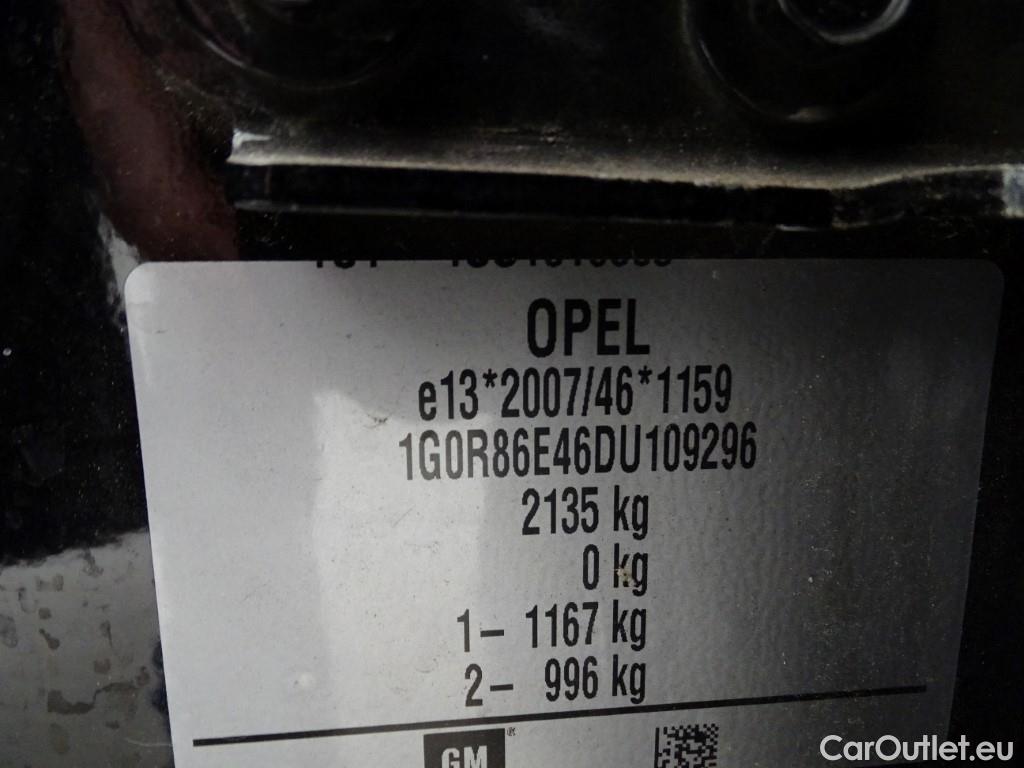 OPEL
e13*2007/46*1159
1G0R86E46DU109296
2135 kg
0 kg
1– 1167 kg
2– 996 kg
GM®
CarOutlet.eu